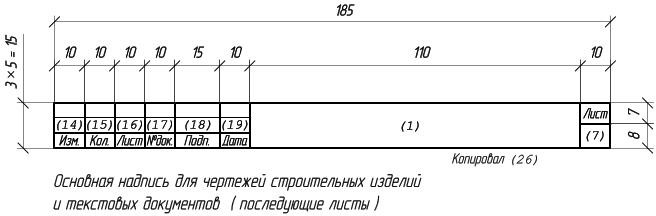 185
10 10 10 10 15 10 110 10
3×5=15
Лист 7
(14) (15) (16) (17) (18) (19) (1)
(7) 8
Изм. Кол. Лист №док. Подп. Дата
Копировал (26)
Основная надпись для чертежей строительных изделий
и текстовых документов (последующие листы)